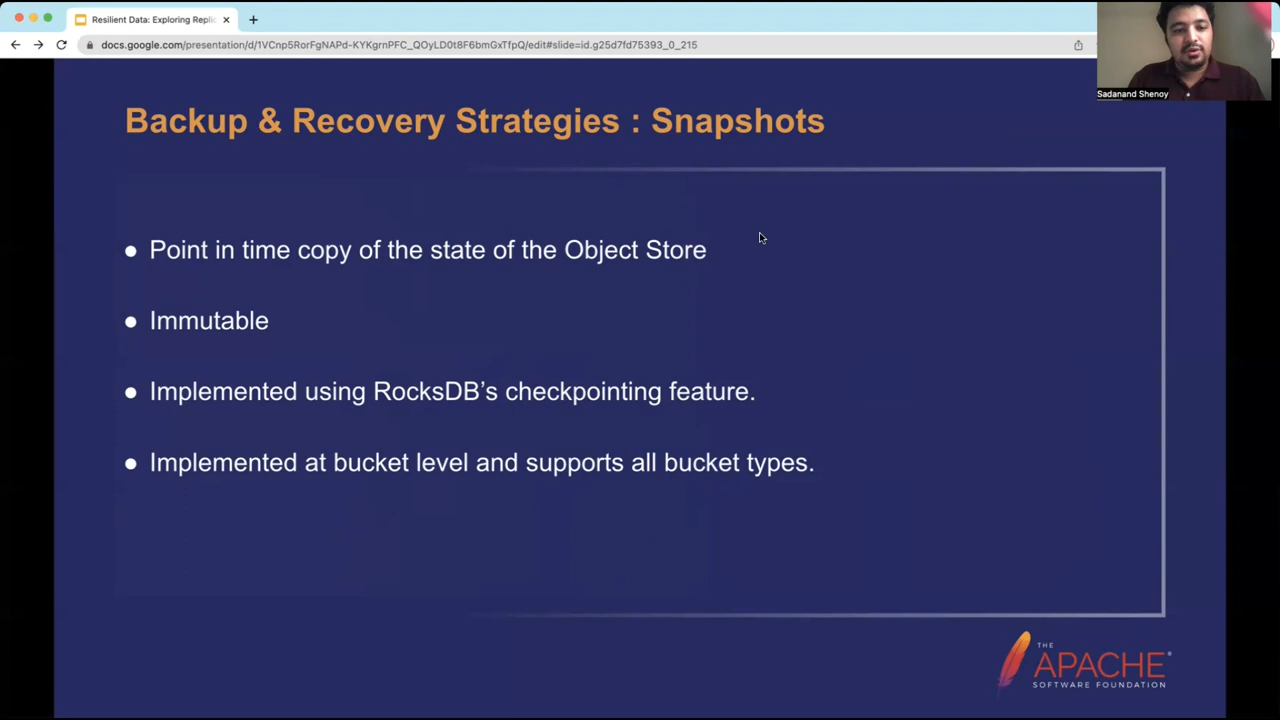 Resilient Data: Exploring Replic
docs.google.com/presentation/d/1VCnp5RorFgNAPd-KYKgrnPFC_QOyLD0t8F6bmGxTfpQ/edit#slide=id.g25d7fd75393_0_215
Sadanand Shenoy
Backup & Recovery Strategies : Snapshots
● Point in time copy of the state of the Object Store
● Immutable
● Implemented using RocksDB’s checkpointing feature.
● Implemented at bucket level and supports all bucket types.
THE
APACHE®
SOFTWARE FOUNDATION